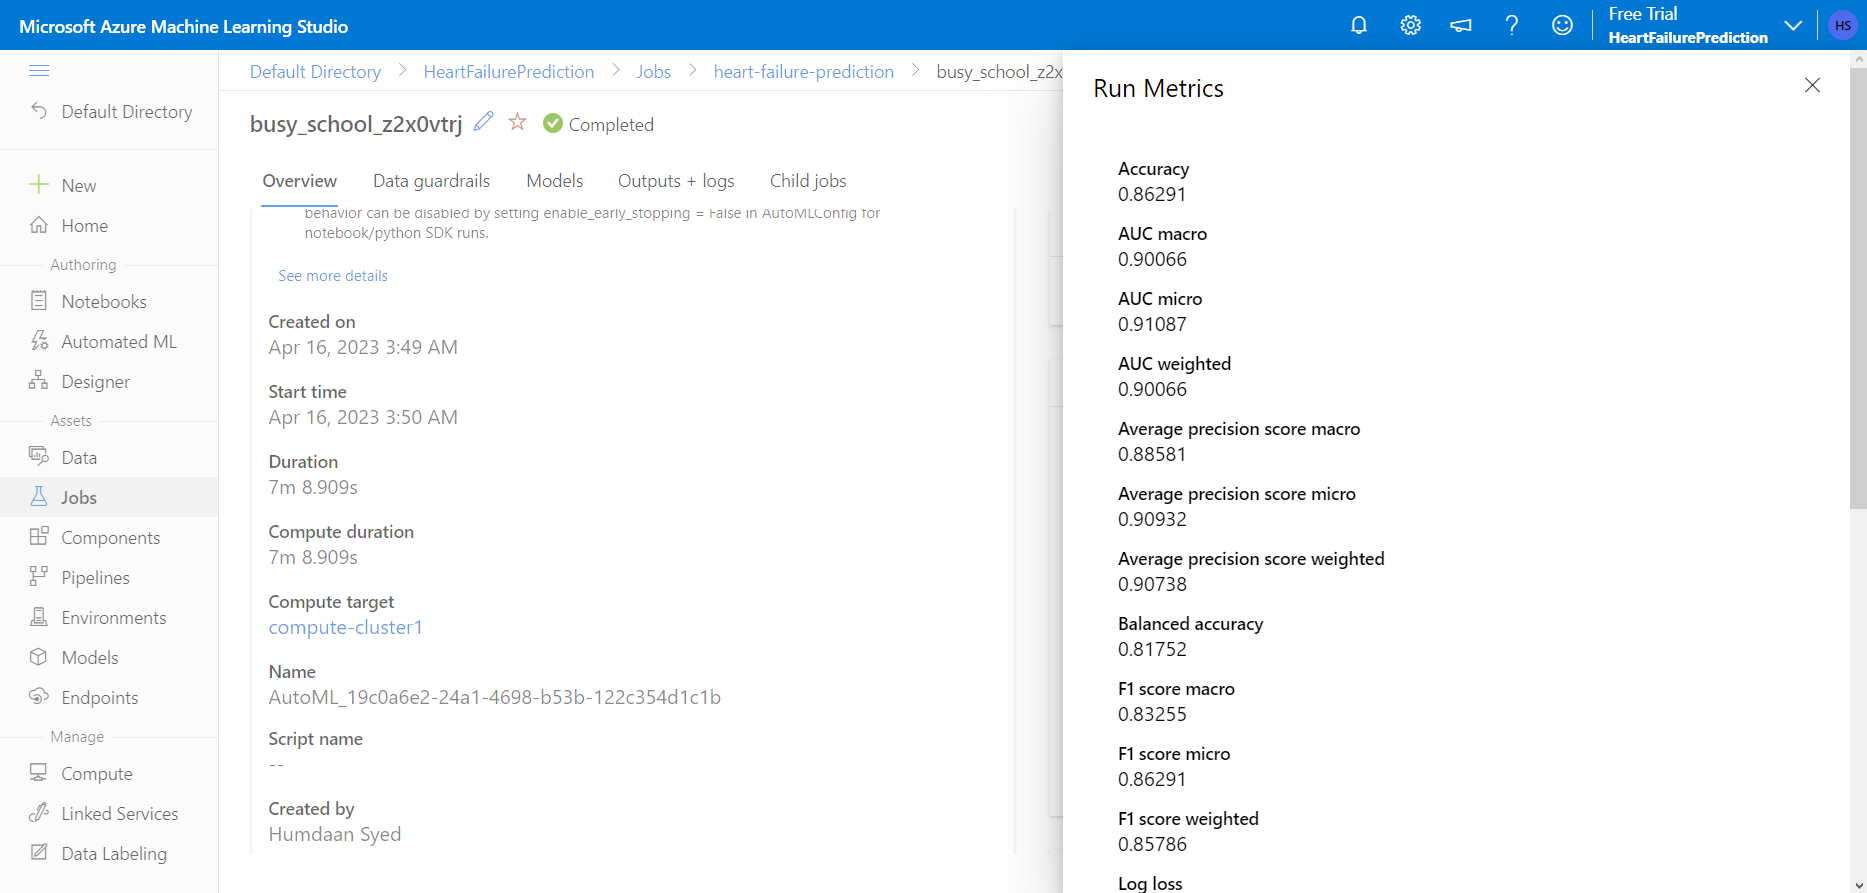 Microsoft Azure Machine Learning Studio
Free Trial
HeartFailurePrediction
HS
Default Directory
New
Home
Authoring
Notebooks
Automated ML
Designer
Assets
Data
Jobs
Components
Pipelines
Environments
Models
Endpoints
Manage
Compute
Linked Services
Data Labeling
Default Directory > HeartFailurePrediction > Jobs > heart-failure-prediction > busy_school_z2x
busy_school_z2x0vtrj Completed
Overview Data guardrails Models Outputs + logs Child jobs
behavior can be disabled by setting enable_early_stopping = False in AutoMLConfig for
notebook/python SDK runs.
See more details
Created on
Apr 16, 2023 3:49 AM
Start time
Apr 16, 2023 3:50 AM
Duration
7m 8.909s
Compute duration
7m 8.909s
Compute target
compute-cluster1
Name
AutoML_19c0a6e2-24a1-4698-b53b-122c354d1c1b
Script name
--
Created by
Humdaan Syed
Run Metrics
Accuracy
0.86291
AUC macro
0.90066
AUC micro
0.91087
AUC weighted
0.90066
Average precision score macro
0.88581
Average precision score micro
0.90932
Average precision score weighted
0.90738
Balanced accuracy
0.81752
F1 score macro
0.83255
F1 score micro
0.86291
F1 score weighted
0.85786
Log loss